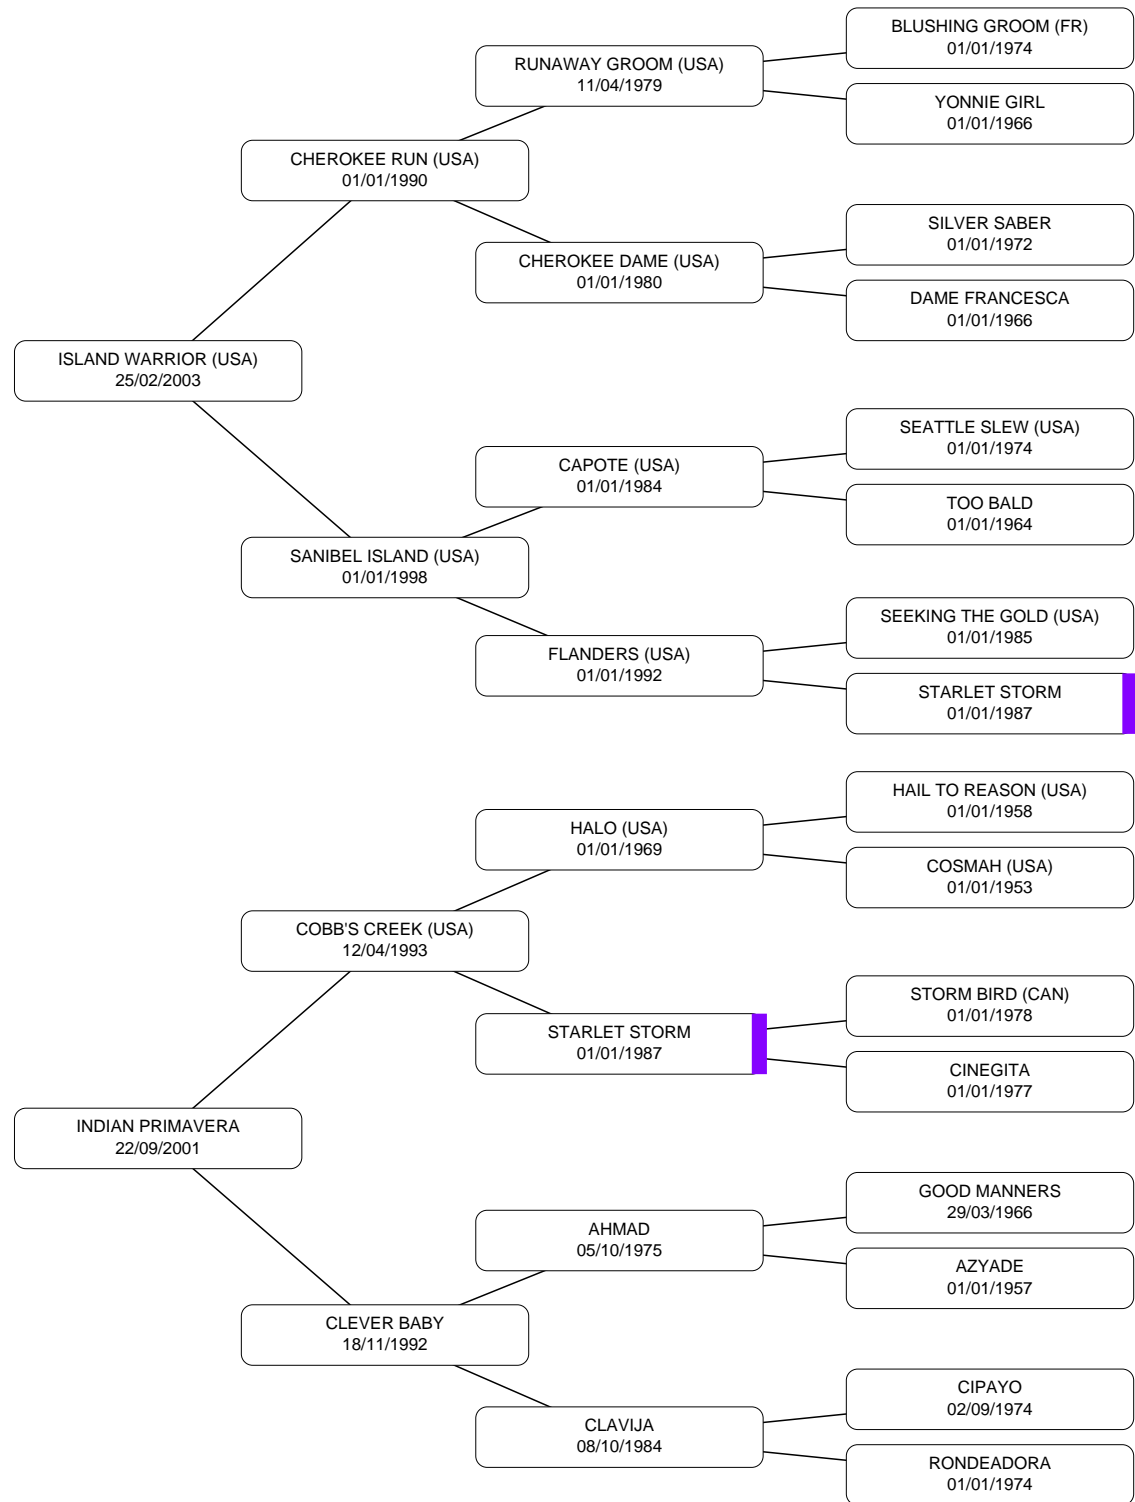 BLUSHING GROOM (FR)
01/01/1974
RUNAWAY GROOM (USA)
11/04/1979
YONNIE GIRL
01/01/1966
CHEROKEE RUN (USA)
01/01/1990
SILVER SABER
01/01/1972
CHEROKEE DAME (USA)
01/01/1980
DAME FRANCESCA
01/01/1966
ISLAND WARRIOR (USA)
25/02/2003
SEATTLE SLEW (USA)
01/01/1974
CAPOTE (USA)
01/01/1984
TOO BALD
01/01/1964
SANIBEL ISLAND (USA)
01/01/1998
SEEKING THE GOLD (USA)
01/01/1985
FLANDERS (USA)
01/01/1992
STARLET STORM
01/01/1987
HAIL TO REASON (USA)
01/01/1958
HALO (USA)
01/01/1969
COSMAH (USA)
01/01/1953
COBB'S CREEK (USA)
12/04/1993
STORM BIRD (CAN)
01/01/1978
STARLET STORM
01/01/1987
CINEGITA
01/01/1977
INDIAN PRIMAVERA
22/09/2001
GOOD MANNERS
29/03/1966
AHMAD
05/10/1975
AZYADE
01/01/1957
CLEVER BABY
18/11/1992
CIPAYO
02/09/1974
CLAVIJA
08/10/1984
RONDEADORA
01/01/1974